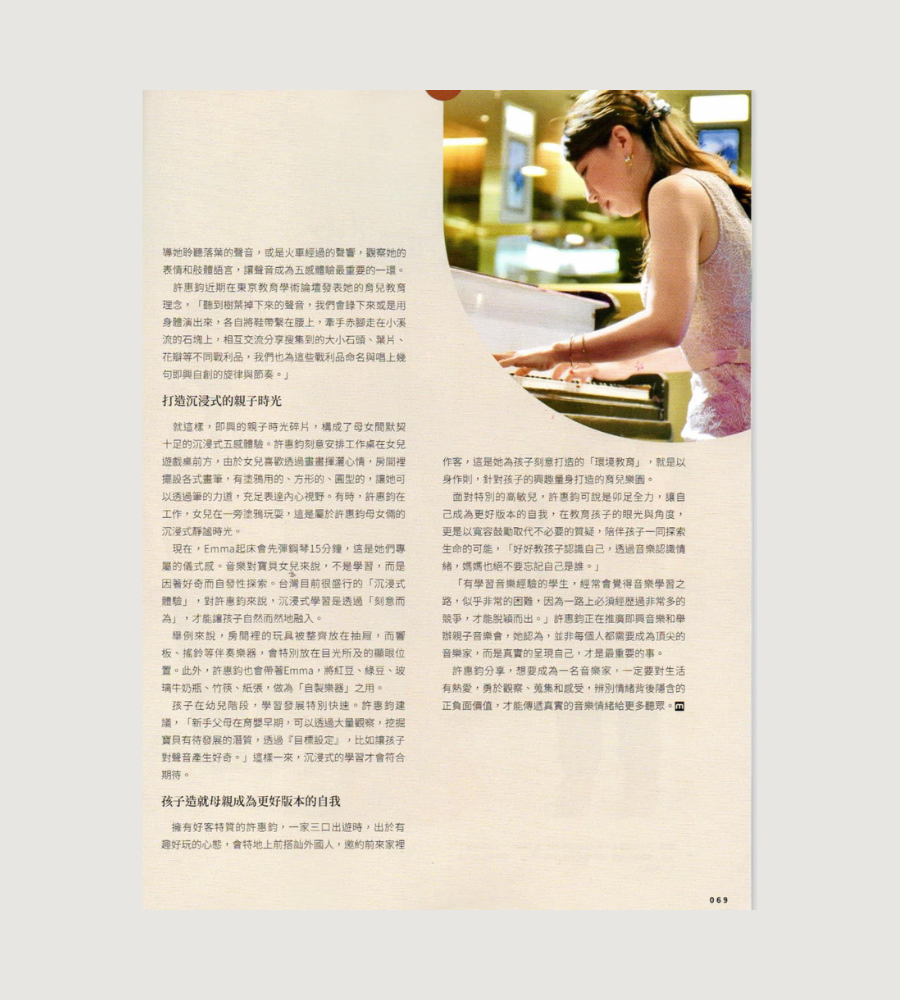 導她聆聽落葉的聲音，或是火車經過的聲響，觀察她的
表情和肢體語言，讓聲音成為五感體驗最重要的一環。
許惠鈞近期在東京教育學術論壇發表她的育兒教育
理念，「聽到樹葉掉下來的聲音，我們會錄下來或是用
身體演出來，各自將鞋帶繫在腰上，牽手赤腳走在小溪
流的石塊上，相互交流分享搜集到的大小石頭、葉片、
花瓣等不同戰利品，我們也為這些戰利品命名與唱上幾
句即興自創的旋律與節奏。」
打造沉浸式的親子時光
就這樣，即興的親子時光碎片，構成了母女間默契
十足的沉浸式五感體驗。許惠鈞刻意安排工作桌在女兒
遊戲桌前方，由於女兒喜歡透過畫畫揮灑心情，房間裡
擺設各式畫筆，有塗鴉用的、方形的、圓型的，讓她可
以透過筆的力道，充足表達內心視野。有時，許惠鈞在
工作，女兒在一旁塗鴉玩耍，這是屬於許惠鈞母女倆的
沉浸式靜謐時光。
現在，Emma起床會先彈鋼琴15分鐘，這是她們專
屬的儀式感。音樂對寶貝女兒來說，不是學習，而是
因著好奇而自發性探索。台灣目前很盛行的「沉浸式
體驗」，對許惠鈞來說，沉浸式學習是透過「刻意而
為」，才能讓孩子自然而然地融入。
舉例來說，房間裡的玩具被整齊放在抽屜，而響
板、搖鈴等伴奏樂器，會特別放在目光所及的顯眼位
置。此外，許惠鈞也會帶著Emma，將紅豆、綠豆、玻
璃牛奶瓶、竹筷、紙張，做為「自製樂器」之用。
孩子在幼兒階段，學習發展特別快速。許惠鈞建
議，「新手父母在育嬰早期，可以透過大量觀察，挖掘
寶貝有待發展的潛質，透過『目標設定』，比如讓孩子
對聲音產生好奇。」這樣一來，沉浸式的學習才會符合
期待。
孩子造就母親成為更好版本的自我
擁有好客特質的許惠鈞，一家三口出遊時，出於有
趣好玩的心態，會特地上前搭訕外國人，邀約前來家裡
作客，這是她為孩子刻意打造的「環境教育」，就是以
身作則，針對孩子的興趣量身打造的育兒樂園。
面對特別的高敏兒，許惠鈞可說是卯足全力，讓自
己成為更好版本的自我，在教育孩子的眼光與角度，
更是以寬容鼓勵取代不必要的質疑，陪伴孩子一同探索
生命的可能，「好好教孩子認識自己，透過音樂認識情
緒，媽媽也絕不要忘記自己是誰。」
「有學習音樂經驗的學生，經常會覺得音樂學習之
路，似乎非常的困難，因為一路上必須經歷過非常多的
競爭，才能脫穎而出。」許惠鈞正在推廣即興音樂和舉
辦親子音樂會，她認為，並非每個人都需要成為頂尖的
音樂家，而是真實的呈現自己，才是最重要的事。
許惠鈞分享，想要成為一名音樂家，一定要對生活
有熱愛，勇於觀察、蒐集和感受，辨別情緒背後隱含的
正負面價值，才能傳遞真實的音樂情緒給更多聽眾。m
069